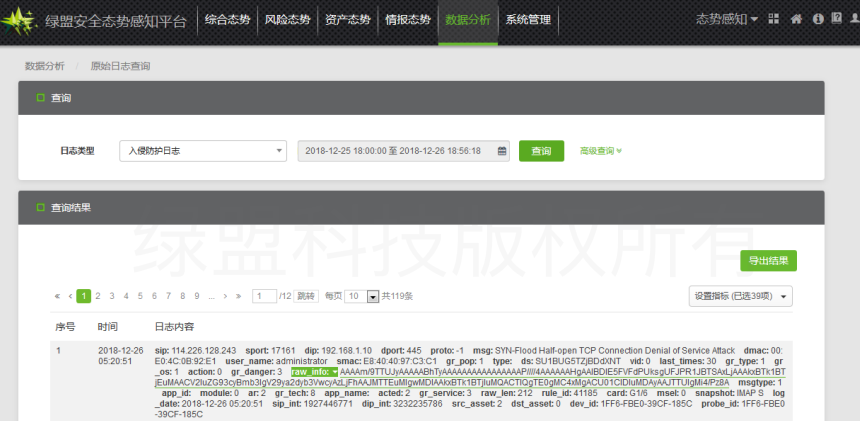 绿盟安全态势感知平台 综合态势 风险态势 资产态势 情报态势 数据分析 系统管理 态势感知
数据分析 / 原始日志查询
查询
日志类型 入侵防护日志 2018-12-25 18:00:00 至 2018-12-26 18:56:18 查询 高级查询
查询结果
绿盟科技版权所有
导出结果
« ‹ 1 2 3 4 5 6 7 8 9 ... › » 1 /12 跳转 每页 10 共119条 设置指标 (已选39项)
序号 时间 日志内容
1 2018-12-26 sip: 114.226.128.243 sport: 17161 dip: 192.168.1.10 dport: 445 proto: -1 msg: SYN-Flood Half-open TCP Connection Denial of Service Attack dmac: 00:
05:20:51 E0:4C:0B:92:E1 user_name: administrator smac: E8:40:40:97:C3:C1 gr_pop: 1 type: ds: SU1BUG5TZjBDdXNT vid: 0 last_times: 30 gr_type: 1 gr
_os: 1 action: 0 gr_danger: 3 raw_info:
msgtype: 1
app_id: module: 0 ar: 2 gr_tech: 8 app_name: acted: 2 gr_service: 3 raw_len: 212 rule_id: 41185 card: G1/6 msel: 0 snapshot: IMAP S log
_date: 2018-12-26 05:20:51 sip_int: 1927446771 dip_int: 3232235786 src_asset: 2 dst_asset: 0 dev_id: 1FF6-FBE0-39CF-185C probe_id: 1FF6-FBE
0-39CF-185C